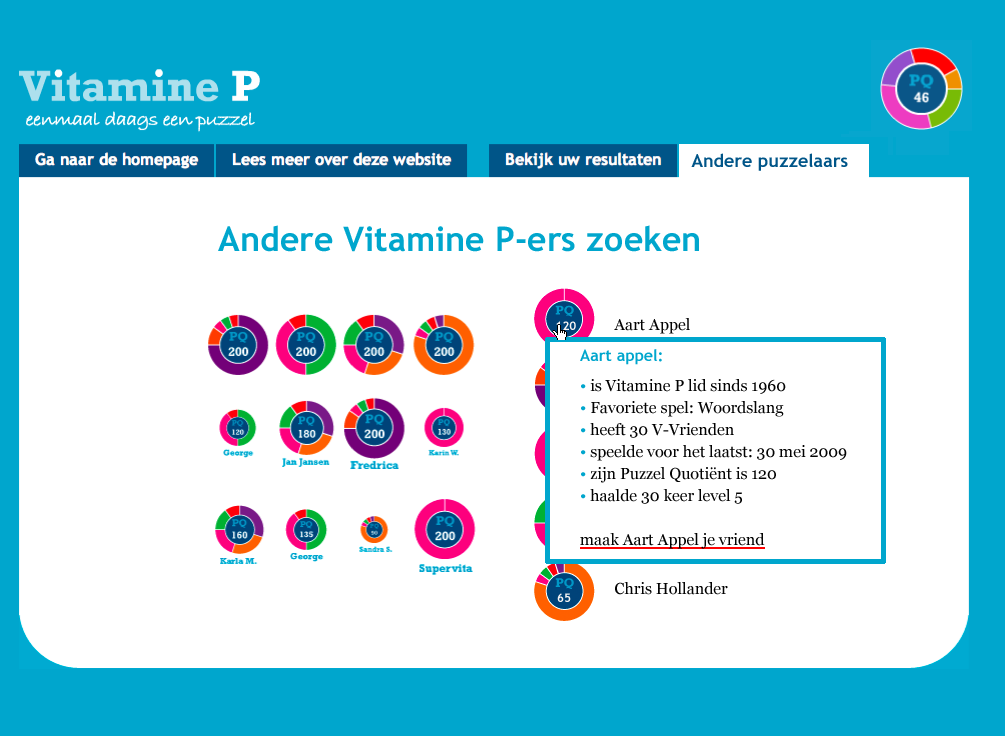 Vitamine P
eenmaal daags een puzzel
PQ
46
Ga naar de homepage
Lees meer over deze website
Bekijk uw resultaten
Andere puzzelaars
Andere Vitamine P-ers zoeken
PQ
200
PQ
200
PQ
200
PQ
200
PQ
120
George
PQ
180
Jan Jansen
PQ
200
Fredrica
PQ
130
Karin W.
PQ
160
Karla M.
PQ
135
George
PQ
90
Sandra S.
PQ
200
Supervita
PQ
120
Aart Appel
Aart appel:
• is Vitamine P lid sinds 1960
• Favoriete spel: Woordslang
• heeft 30 V-Vrienden
• speelde voor het laatst: 30 mei 2009
• zijn Puzzel Quotiënt is 120
• haalde 30 keer level 5
maak Aart Appel je vriend
PQ
65
Chris Hollander